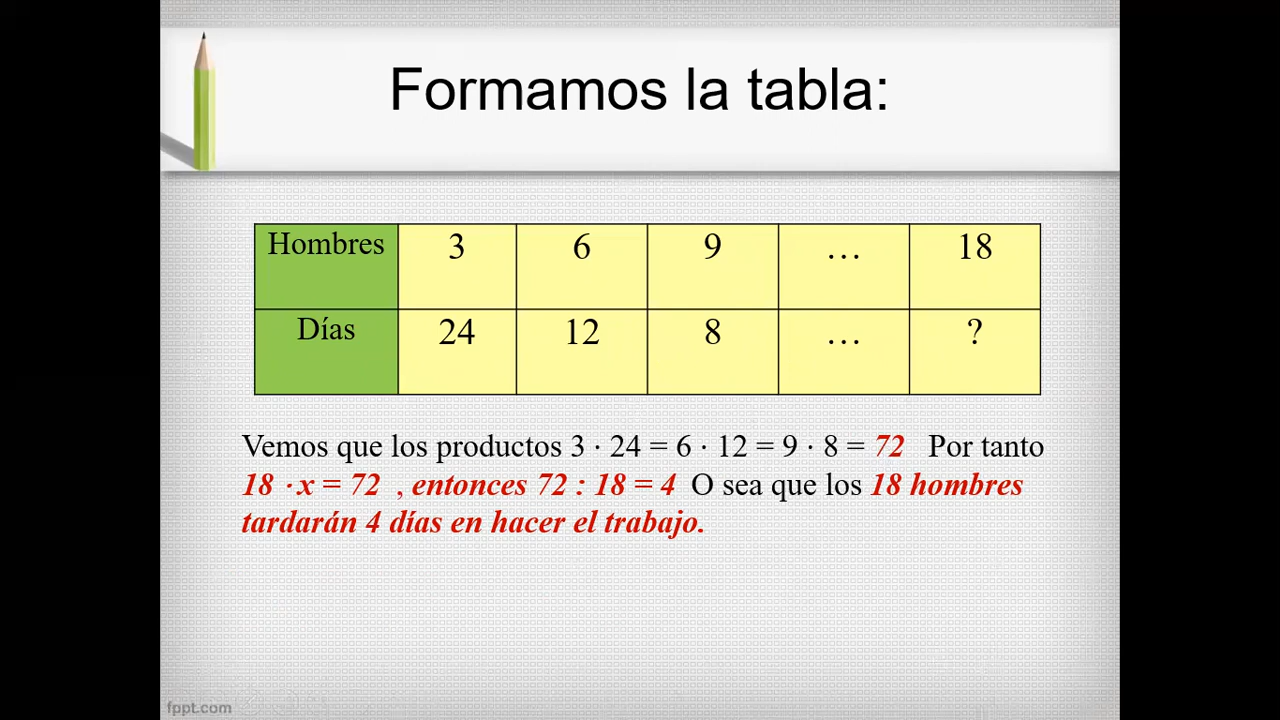 Formamos la tabla:
Hombres 3 6 9 … 18
Días 24 12 8 … ?
Vemos que los productos 3 · 24 = 6 · 12 = 9 · 8 = 72 Por tanto
18 · x = 72 , entonces 72 : 18 = 4 O sea que los 18 hombres
tardarán 4 días en hacer el trabajo.
fppt.com